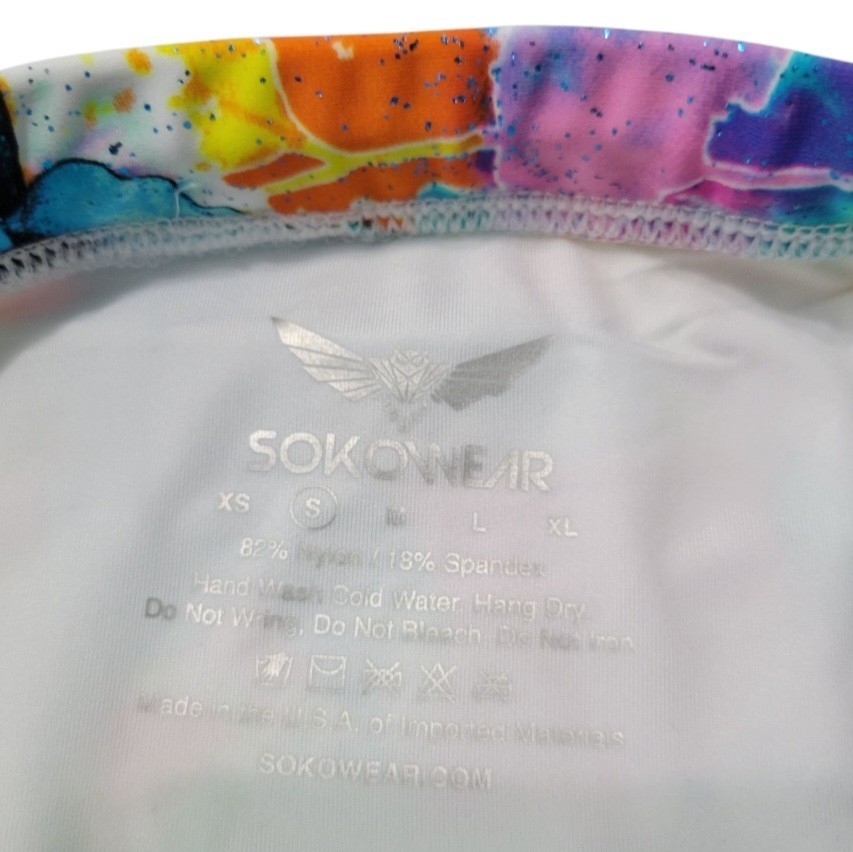 SOKOWEAR
XS S M L XL
82% Nylon / 18% Spandex
Hand Wash Cold Water, Hang Dry.
Do Not Wring, Do Not Bleach, Do Not Iron
Made in the U.S.A. of Imported Materials
SOKOWEAR.COM